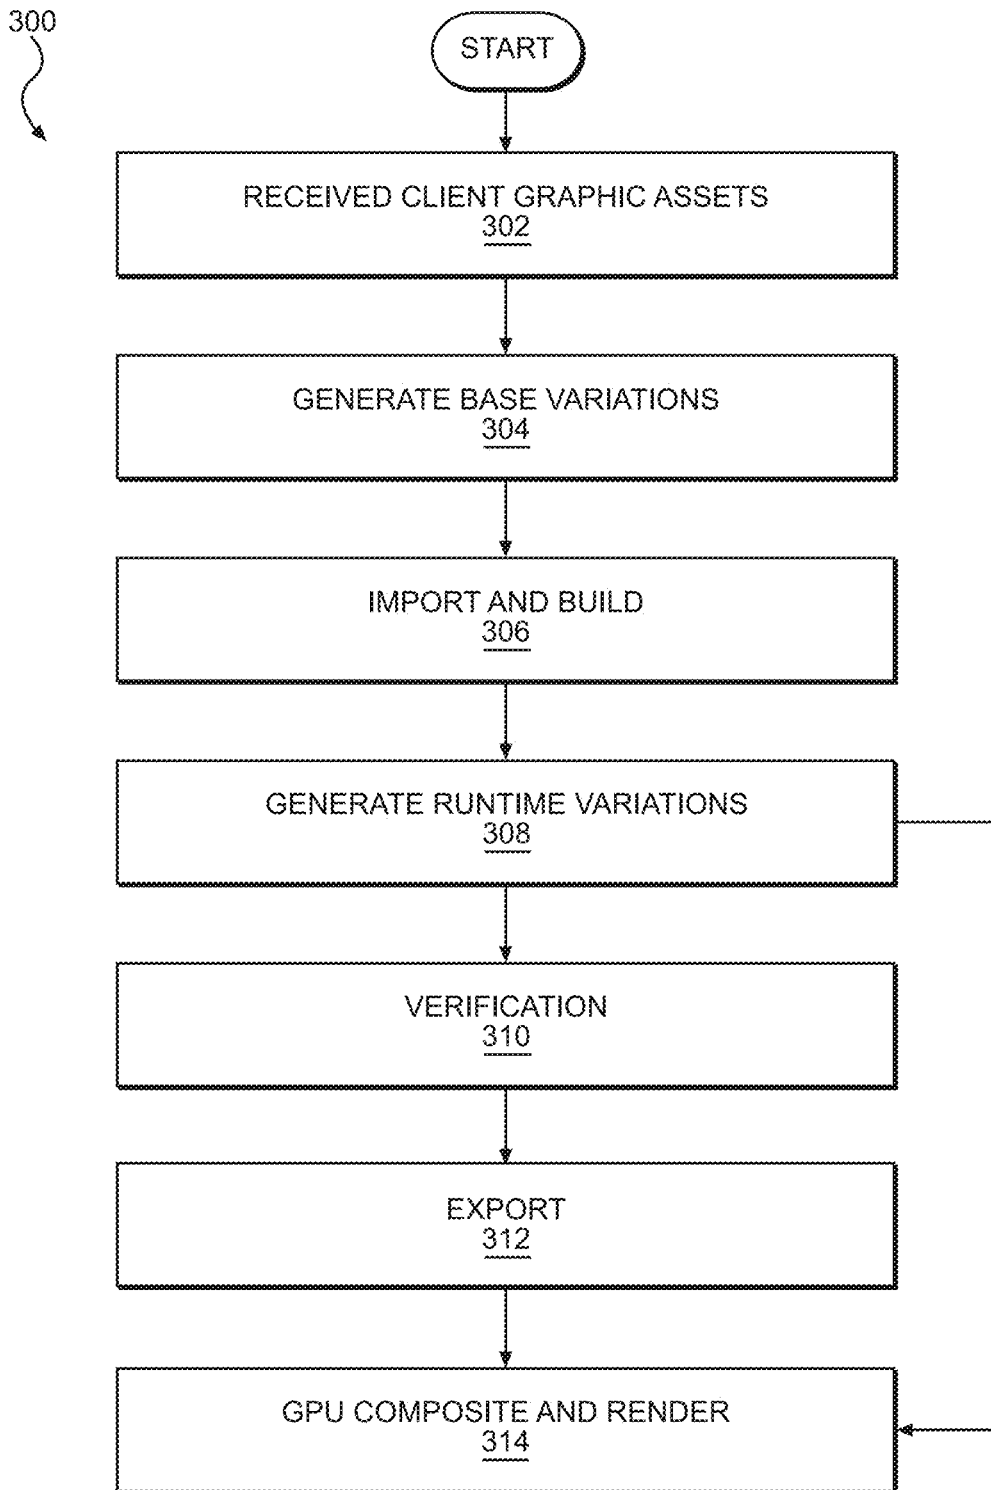 300
START
RECEIVED CLIENT GRAPHIC ASSETS
302
GENERATE BASE VARIATIONS
304
IMPORT AND BUILD
306
GENERATE RUNTIME VARIATIONS
308
VERIFICATION
310
EXPORT
312
GPU COMPOSITE AND RENDER
314